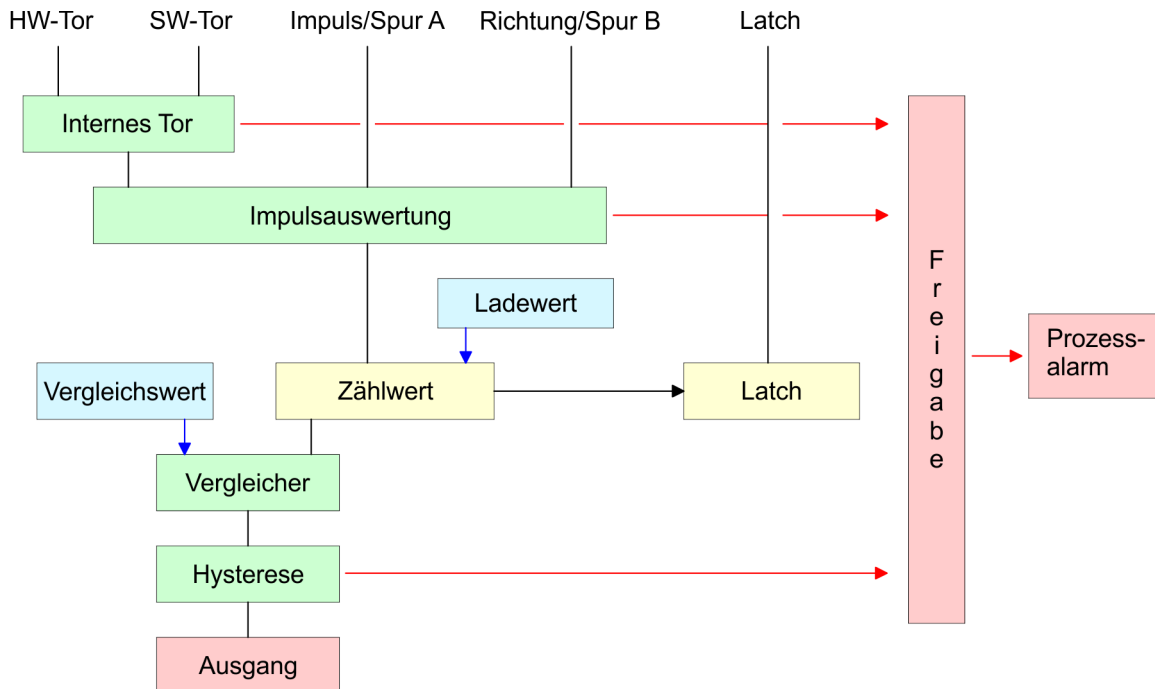 HW-Tor SW-Tor Impuls/Spur A Richtung/Spur B Latch
Internes Tor
Impulsauswertung
Ladewert
Vergleichswert Zählwert Latch
Vergleicher
Hysterese
Ausgang
Freigabe
Prozess-
alarm